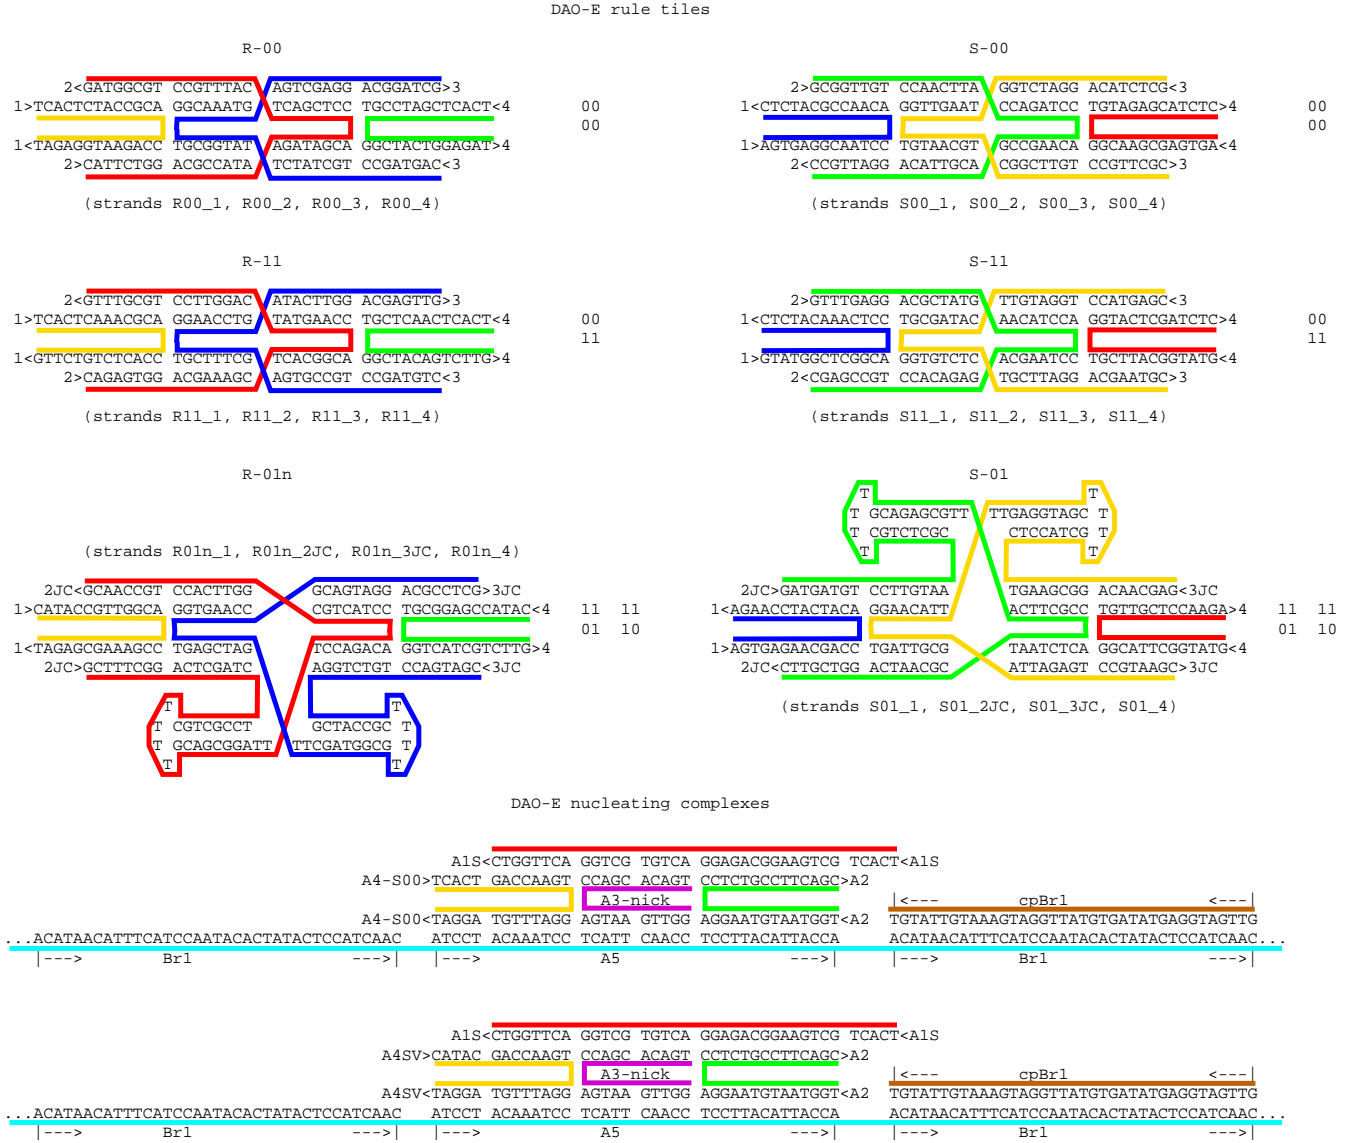 DAO-E rule tiles
R-00 S-00
2<GATGGCGT CCGTTTAC AGTCGAGG ACGGATCG>3 2>GCGGTTGT CCAACTTA GGTCTAGG ACATCTCG<3
1>TCACTCTACCGCA GGCAAATG TCAGCTCC TGCCTAGCTCACT<4 00 1<CTCTACGCCAACA GGTTGAAT CCAGATCC TGTAGAGCATCTC>4 00
00 00
1<TAGAGGTAAGACC TGCGGTAT AGATAGCA GGCTACTGGAGAT>4 1>AGTGAGGCAATCC TGTAACGT GCCGAACA GGCAAGCGAGTGA<4
2>CATTCTGG ACGCCATA TCTATCGT CCGATGAC<3 2<CCGTTAGG ACATTGCA CGGCTTGT CCGTTCGC>3
(strands R00_1, R00_2, R00_3, R00_4) (strands S00_1, S00_2, S00_3, S00_4)
R-11 S-11
2<GTTTGCGT CCTTGGAC ATACTTGG ACGAGTTG>3 2>GTTTGAGG ACGCTATG TTGTAGGT CCATGAGC<3
1>TCACTCAAACGCA GGAACCTG TATGAACC TGCTCAACTCACT<4 00 1<CTCTACAAACTCC TGCGATAC AACATCCA GGTACTCGATCTC>4 00
11 11
1<GTTCTGTCTCACC TGCTTTCG TCACGGCA GGCTACAGTCTTG>4 1>GTATGGCTCGGCA GGTGTCTC ACGAATCC TGCTTACGGTATG<4
2>CAGAGTGG ACGAAAGC AGTGCCGT CCGATGTC<3 2<CGAGCCGT CCACAGAG TGCTTAGG ACGAATGC>3
(strands R11_1, R11_2, R11_3, R11_4) (strands S11_1, S11_2, S11_3, S11_4)
R-01n S-01
T T
T GCAGAGCGTT TTGAGGTAGC T
T CGTCTCGC CTCCATCG T
(strands R01n_1, R01n_2JC, R01n_3JC, R01n_4) T T
2JC<GCAACCGT CCACTTGG GCAGTAGG ACGCCTCG>3JC 2JC>GATGATGT CCTTGTAA TGAAGCGG ACAACGAG<3JC
1>CATACCGTTGGCA GGTGAACC CGTCATCC TGCGGAGCCATAC<4 11 11 1<AGAACCTACTACA GGAACATT ACTTCGCC TGTTGCTCCAAGA>4 11 11
01 10 01 10
1<TAGAGCGAAAGCC TGAGCTAG TCCAGACA GGTCATCGTCTTG>4 1>AGTGAGAACGACC TGATTGCG TAATCTCA GGCATTCGGTATG<4
2JC>GCTTTCGG ACTCGATC AGGTCTGT CCAGTAGC<3JC 2JC<CTTGCTGG ACTAACGC ATTAGAGT CCGTAAGC>3JC
T T (strands S01_1, S01_2JC, S01_3JC, S01_4)
T CGTCGCCT GCTACCGC T
T GCAGCGGATT TTCGATGGCG T
T T
DAO-E nucleating complexes
A1S<CTGGTTCA GGTCG TGTCA GGAGACGGAAGTCG TCACT<A1S
A4-S00>TCACT GACCAAGT CCAGC ACAGT CCTCTGCCTTCAGC>A2
A3-nick |<--- cpBr1 <---|
A4-S00<TAGGA TGTTTAGG AGTAA GTTGG AGGAATGTAATGGT<A2 TGTATTGTAAAGTAGGTTATGTGATATGAGGTAGTTG
...ACATAACATTTCATCCAATACACTATACTCCATCAAC ATCCT ACAAATCC TCATT CAACC TCCTTACATTACCA ACATAACATTTCATCCAATACACTATACTCCATCAAC...
|---> Br1 --->| |---> A5 --->| |---> Br1 --->|
A1S<CTGGTTCA GGTCG TGTCA GGAGACGGAAGTCG TCACT<A1S
A4SV>CATAC GACCAAGT CCAGC ACAGT CCTCTGCCTTCAGC>A2
A3-nick |<--- cpBr1 <---|
A4SV<TAGGA TGTTTAGG AGTAA GTTGG AGGAATGTAATGGT<A2 TGTATTGTAAAGTAGGTTATGTGATATGAGGTAGTTG
...ACATAACATTTCATCCAATACACTATACTCCATCAAC ATCCT ACAAATCC TCATT CAACC TCCTTACATTACCA ACATAACATTTCATCCAATACACTATACTCCATCAAC...
|---> Br1 --->| |---> A5 --->| |---> Br1 --->|